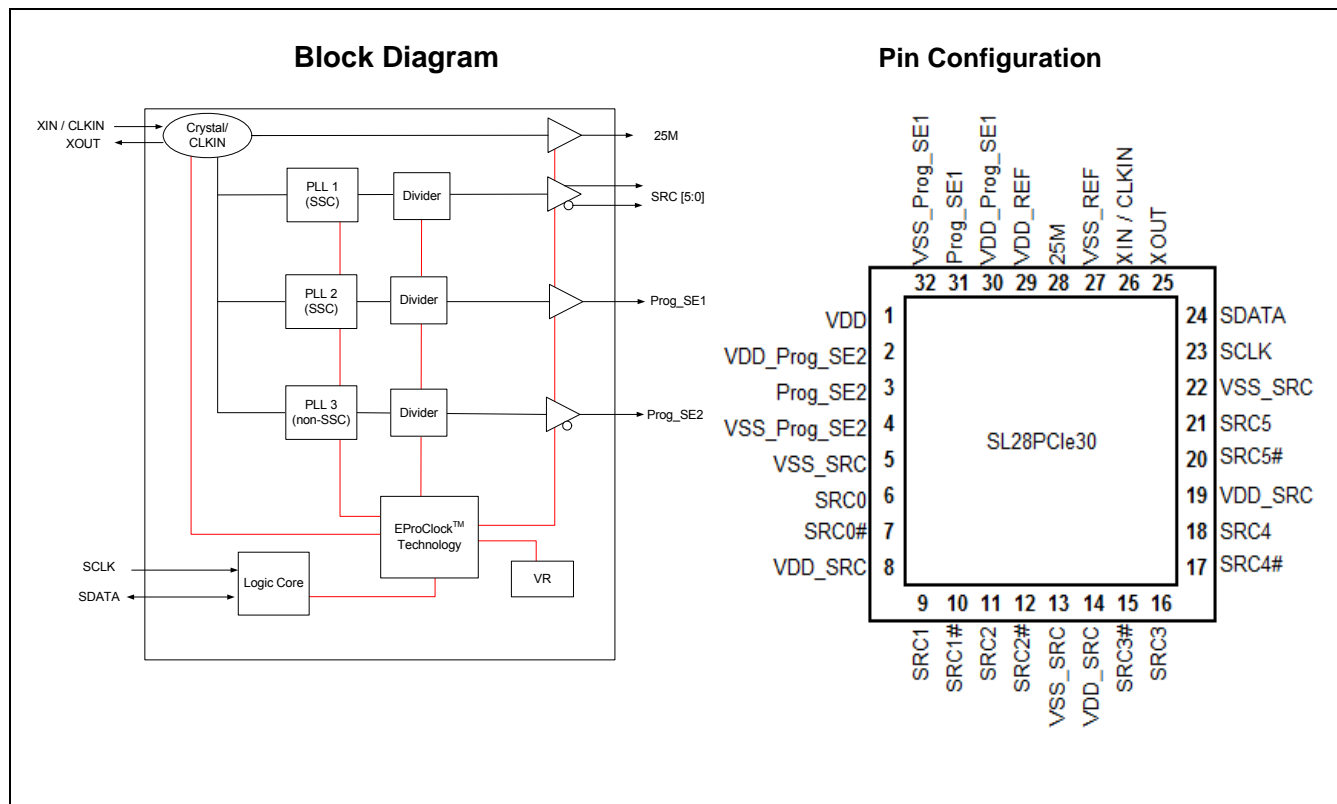 Block Diagram
XIN / CLKIN
XOUT
Crystal/
CLKIN
25M
PLL 1
(SSC)
Divider
SRC [5:0]
PLL 2
(SSC)
Divider
Prog_SE1
PLL 3
(non-SSC)
Divider
Prog_SE2
EProClock™
Technology
VR
SCLK
SDATA
Logic Core
Pin Configuration
VSS_Prog_SE1
Prog_SE1
VDD_Prog_SE1
VDD_REF
25M
VSS_REF
XIN / CLKIN
XOUT
32 31 30 29 28 27 26 25
VDD 1
VDD_Prog_SE2 2
Prog_SE2 3
VSS_Prog_SE2 4
VSS_SRC 5
SRC0 6
SRC0# 7
VDD_SRC 8
SL28PCIe30
24 SDATA
23 SCLK
22 VSS_SRC
21 SRC5
20 SRC5#
19 VDD_SRC
18 SRC4
17 SRC4#
9 10 11 12 13 14 15 16
SRC1
SRC1#
SRC2
SRC2#
VSS_SRC
VDD_SRC
SRC3#
SRC3